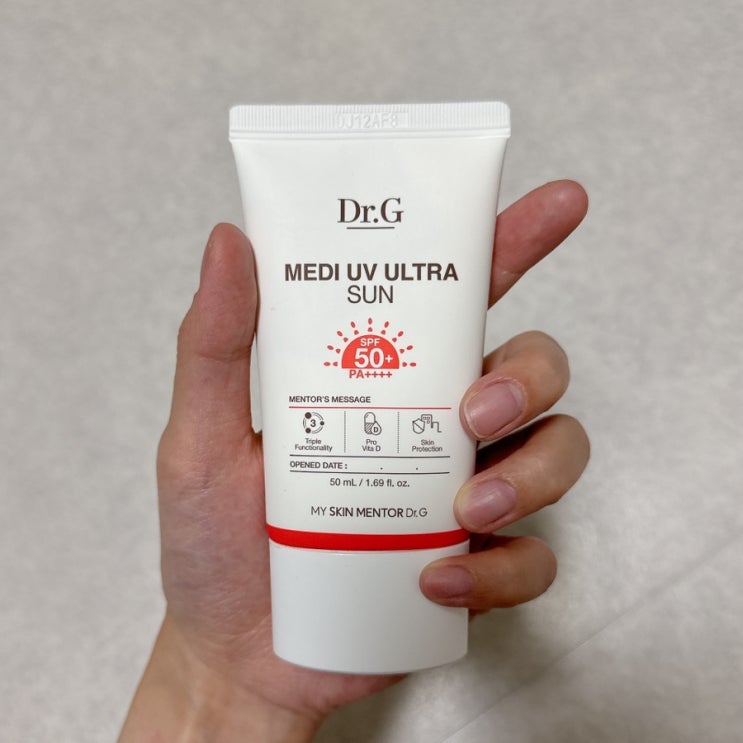 Dr.G
MEDI UV ULTRA
SUN
SPF
50+
PA++++
MENTOR'S MESSAGE
3
Triple
Functionality
D
Pro
Vita D
Skin
Protection
OPENED DATE : . .
50 mL / 1.69 fl. oz.
MY SKIN MENTOR Dr.G